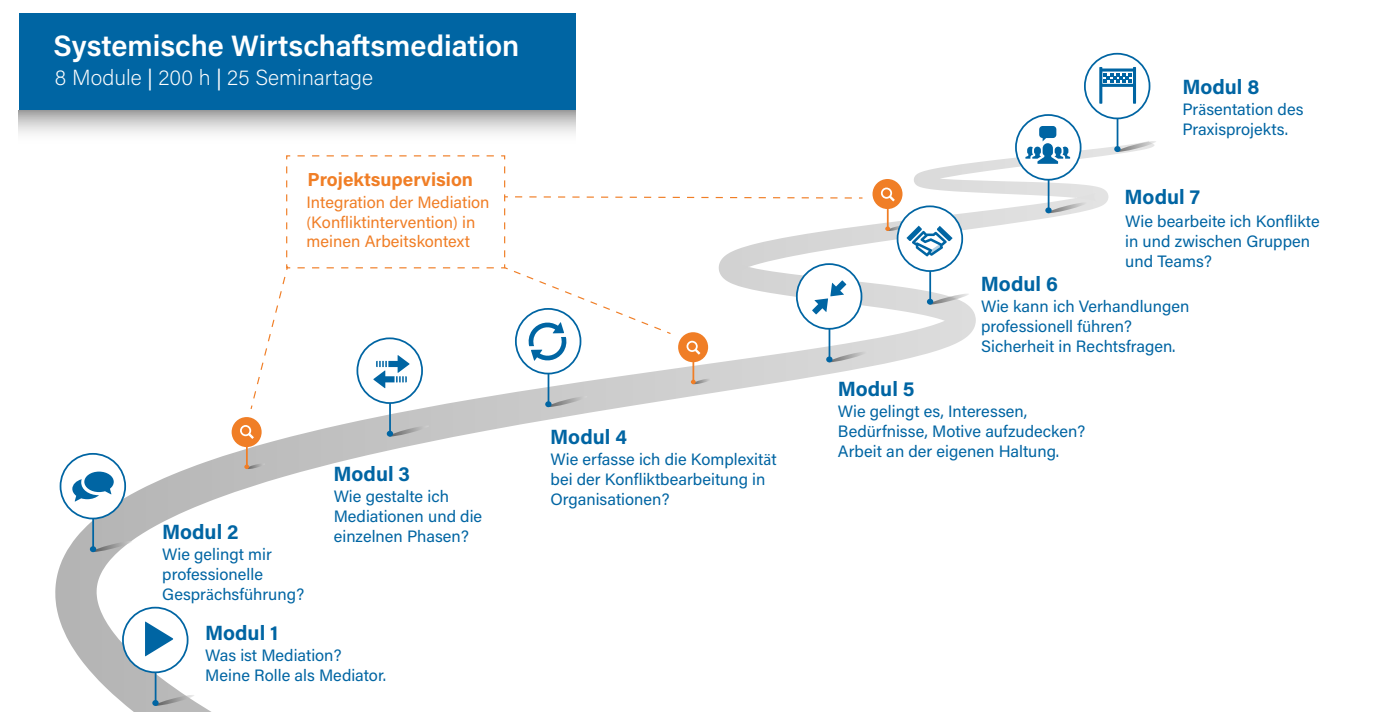 Systemische Wirtschaftsmediation
8 Module | 200 h | 25 Seminartage
Projektsupervision
Integration der Mediation
(Konfliktintervention) in
meinen Arbeitskontext
Modul 1
Was ist Mediation?
Meine Rolle als Mediator.
Modul 2
Wie gelingt mir
professionelle
Gesprächsführung?
Modul 3
Wie gestalte ich
Mediationen und die
einzelnen Phasen?
Modul 4
Wie erfasse ich die Komplexität
bei der Konfliktbearbeitung in
Organisationen?
Modul 5
Wie gelingt es, Interessen,
Bedürfnisse, Motive aufzudecken?
Arbeit an der eigenen Haltung.
Modul 6
Wie kann ich Verhandlungen
professionell führen?
Sicherheit in Rechtsfragen.
Modul 7
Wie bearbeite ich Konflikte
in und zwischen Gruppen
und Teams?
Modul 8
Präsentation des
Praxisprojekts.